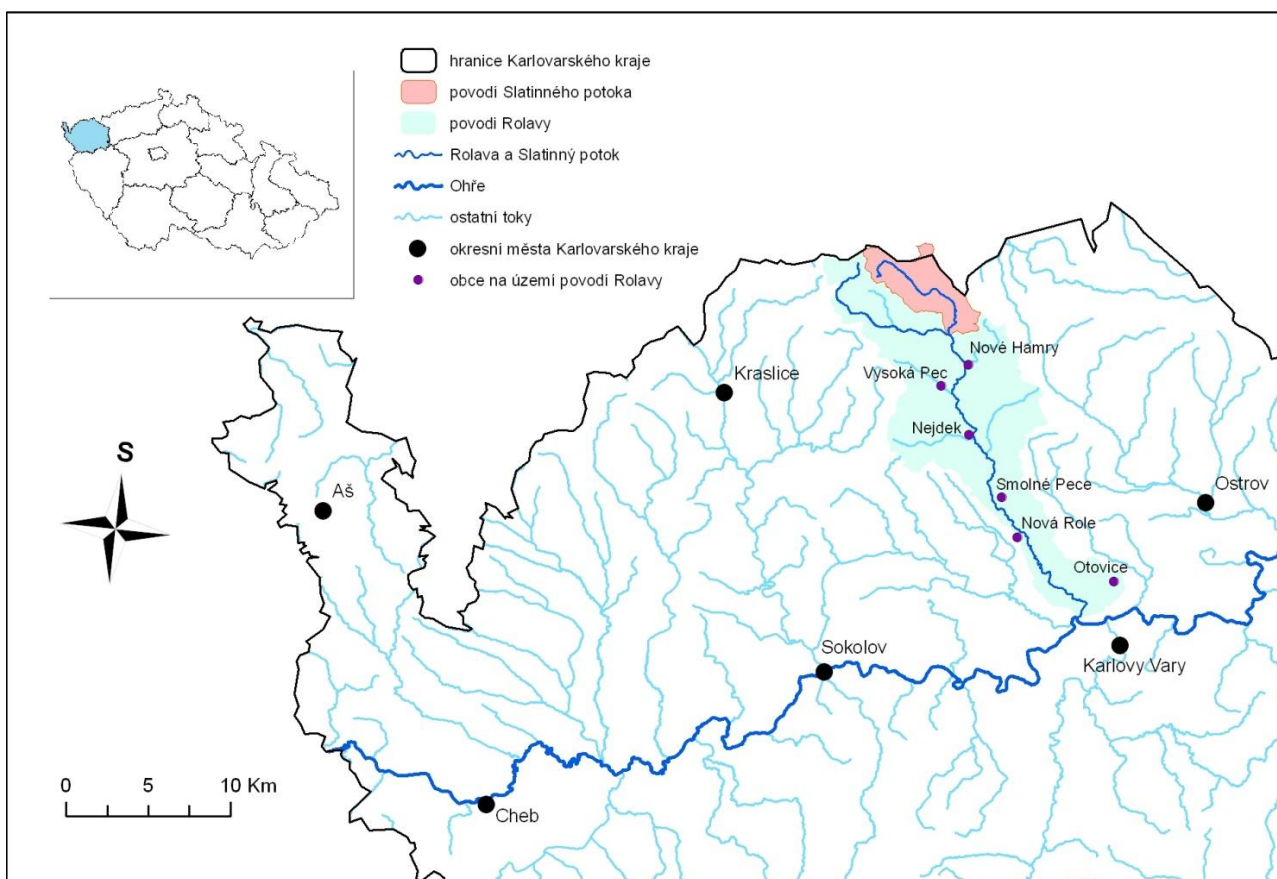 hranice Karlovarského kraje
povodí Slatinného potoka
povodí Rolavy
Rolava a Slatinný potok
Ohře
ostatní toky
okresní města Karlovarského kraje
obce na území povodí Rolavy
Nové Hamry
Vysoká Pec
Kraslice
Nejdek
S
Aš
Smolné Pece
Ostrov
Nová Role
Otovice
Sokolov
Karlovy Vary
0 5 10 Km
Cheb